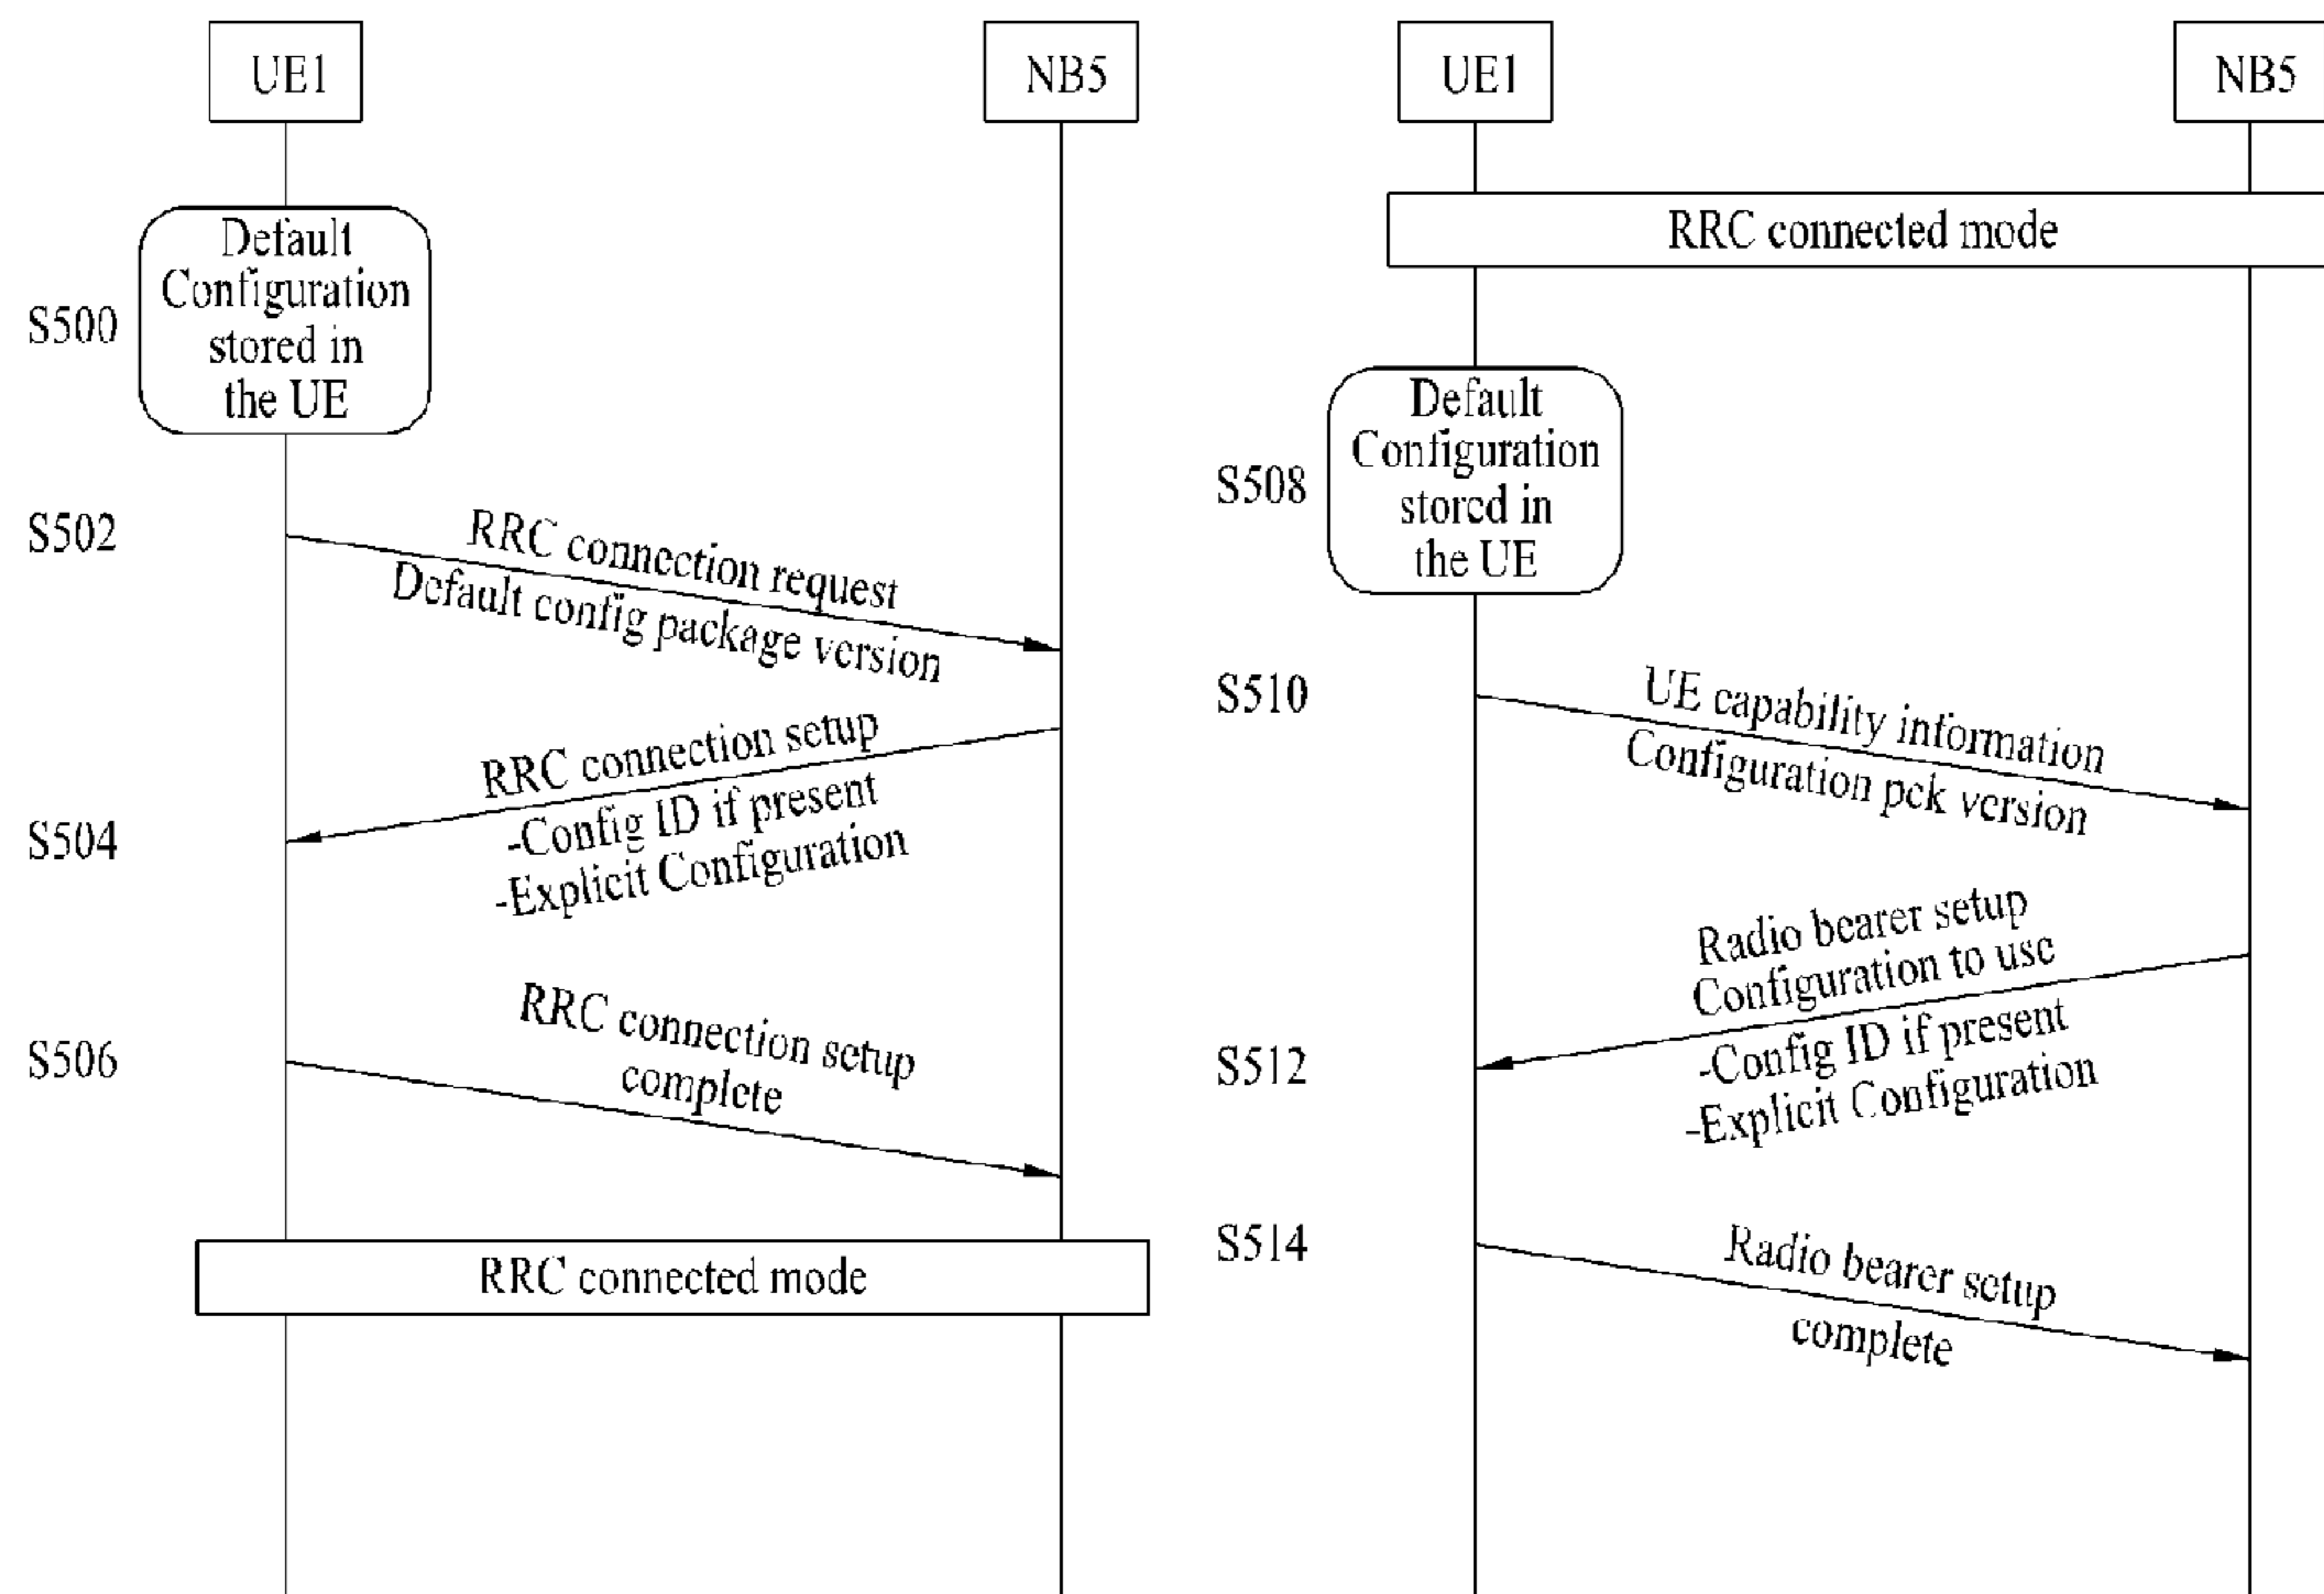 UE1
NB5
Default
Configuration
stored in
the UE
S500
S502
RRC connection request
Default config package version
RRC connection setup
-Config ID if present
-Explicit Configuration
S504
RRC connection setup
complete
S506
RRC connected mode
UE1
NB5
RRC connected mode
Default
Configuration
stored in
the UE
S508
S510
UE capability information
Configuration pck version
Radio bearer setup
Configuration to use
-Config ID if present
-Explicit Configuration
S512
S514
Radio bearer setup
complete